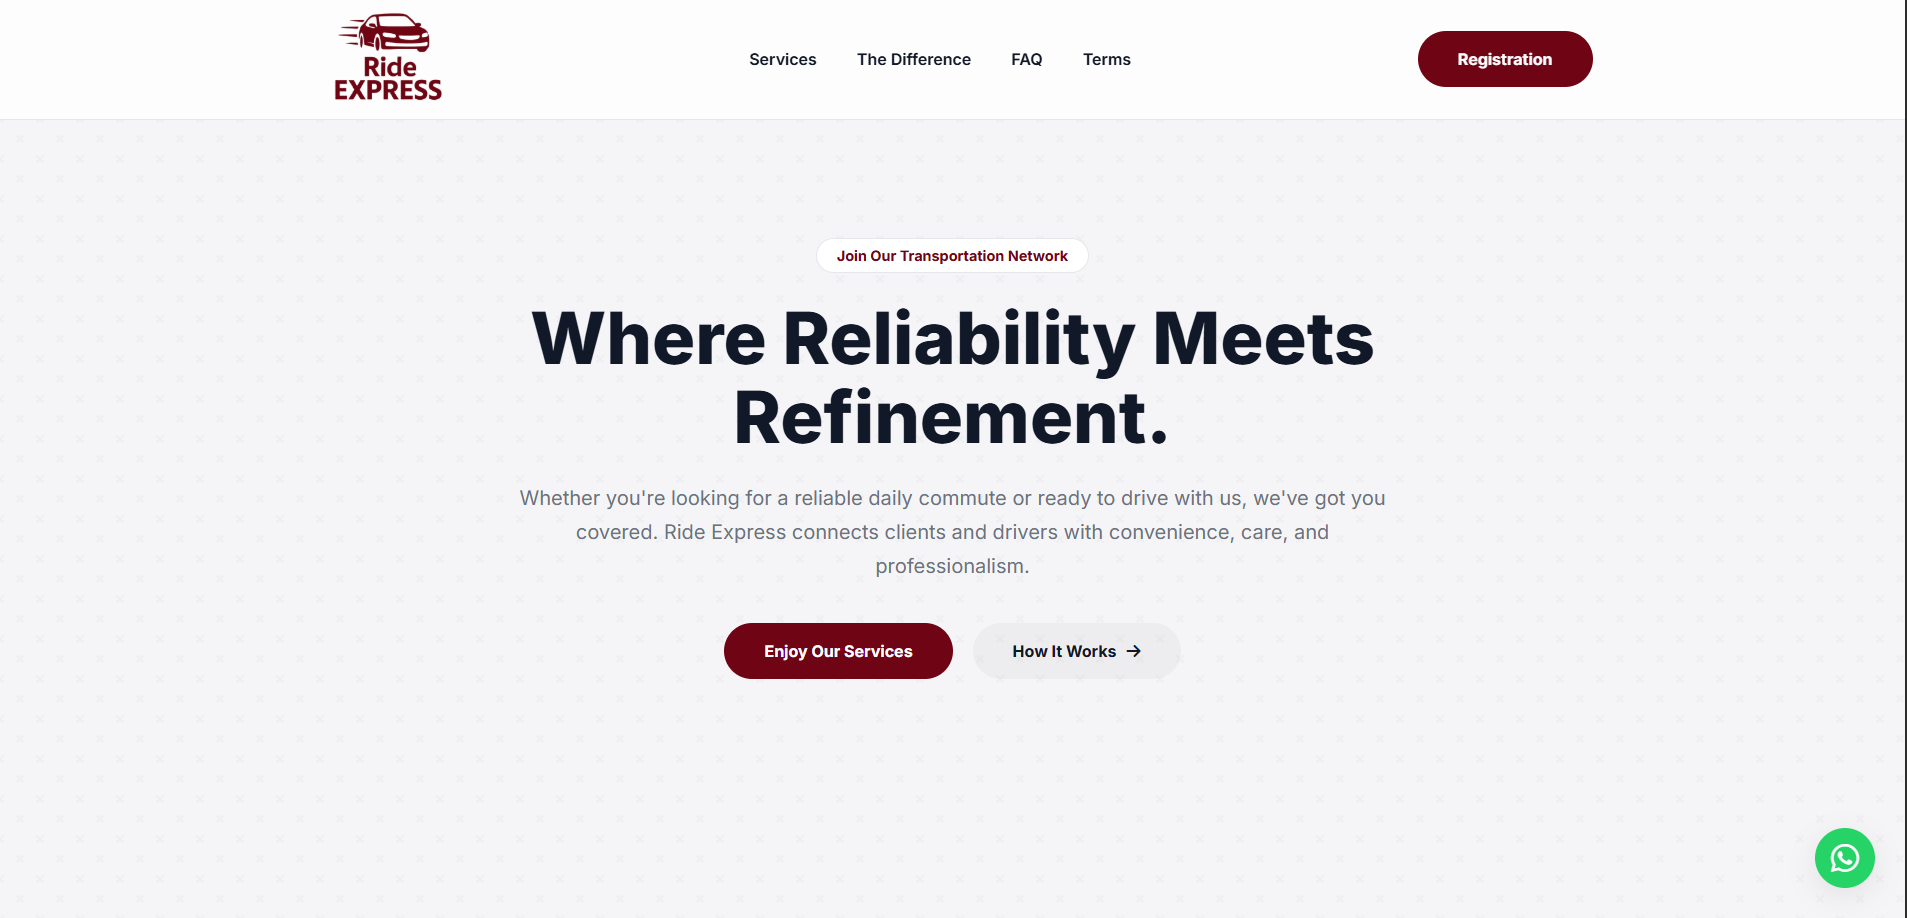 Ride
EXPRESS
Services
The Difference
FAQ
Terms
Registration
Join Our Transportation Network
Where Reliability Meets
Refinement.
Whether you're looking for a reliable daily commute or ready to drive with us, we've got you
covered. Ride Express connects clients and drivers with convenience, care, and
professionalism.
Enjoy Our Services
How It Works →